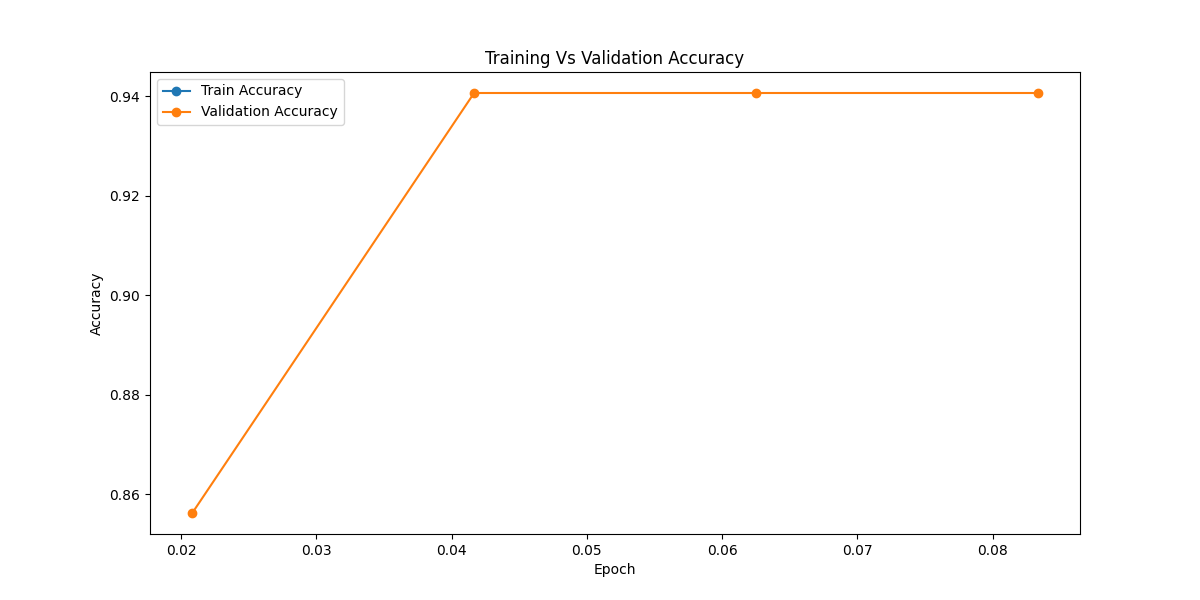 Training Vs Validation Accuracy
Train Accuracy
Validation Accuracy
0.94
0.92
0.90
0.88
0.86
Accuracy
0.02 0.03 0.04 0.05 0.06 0.07 0.08
Epoch